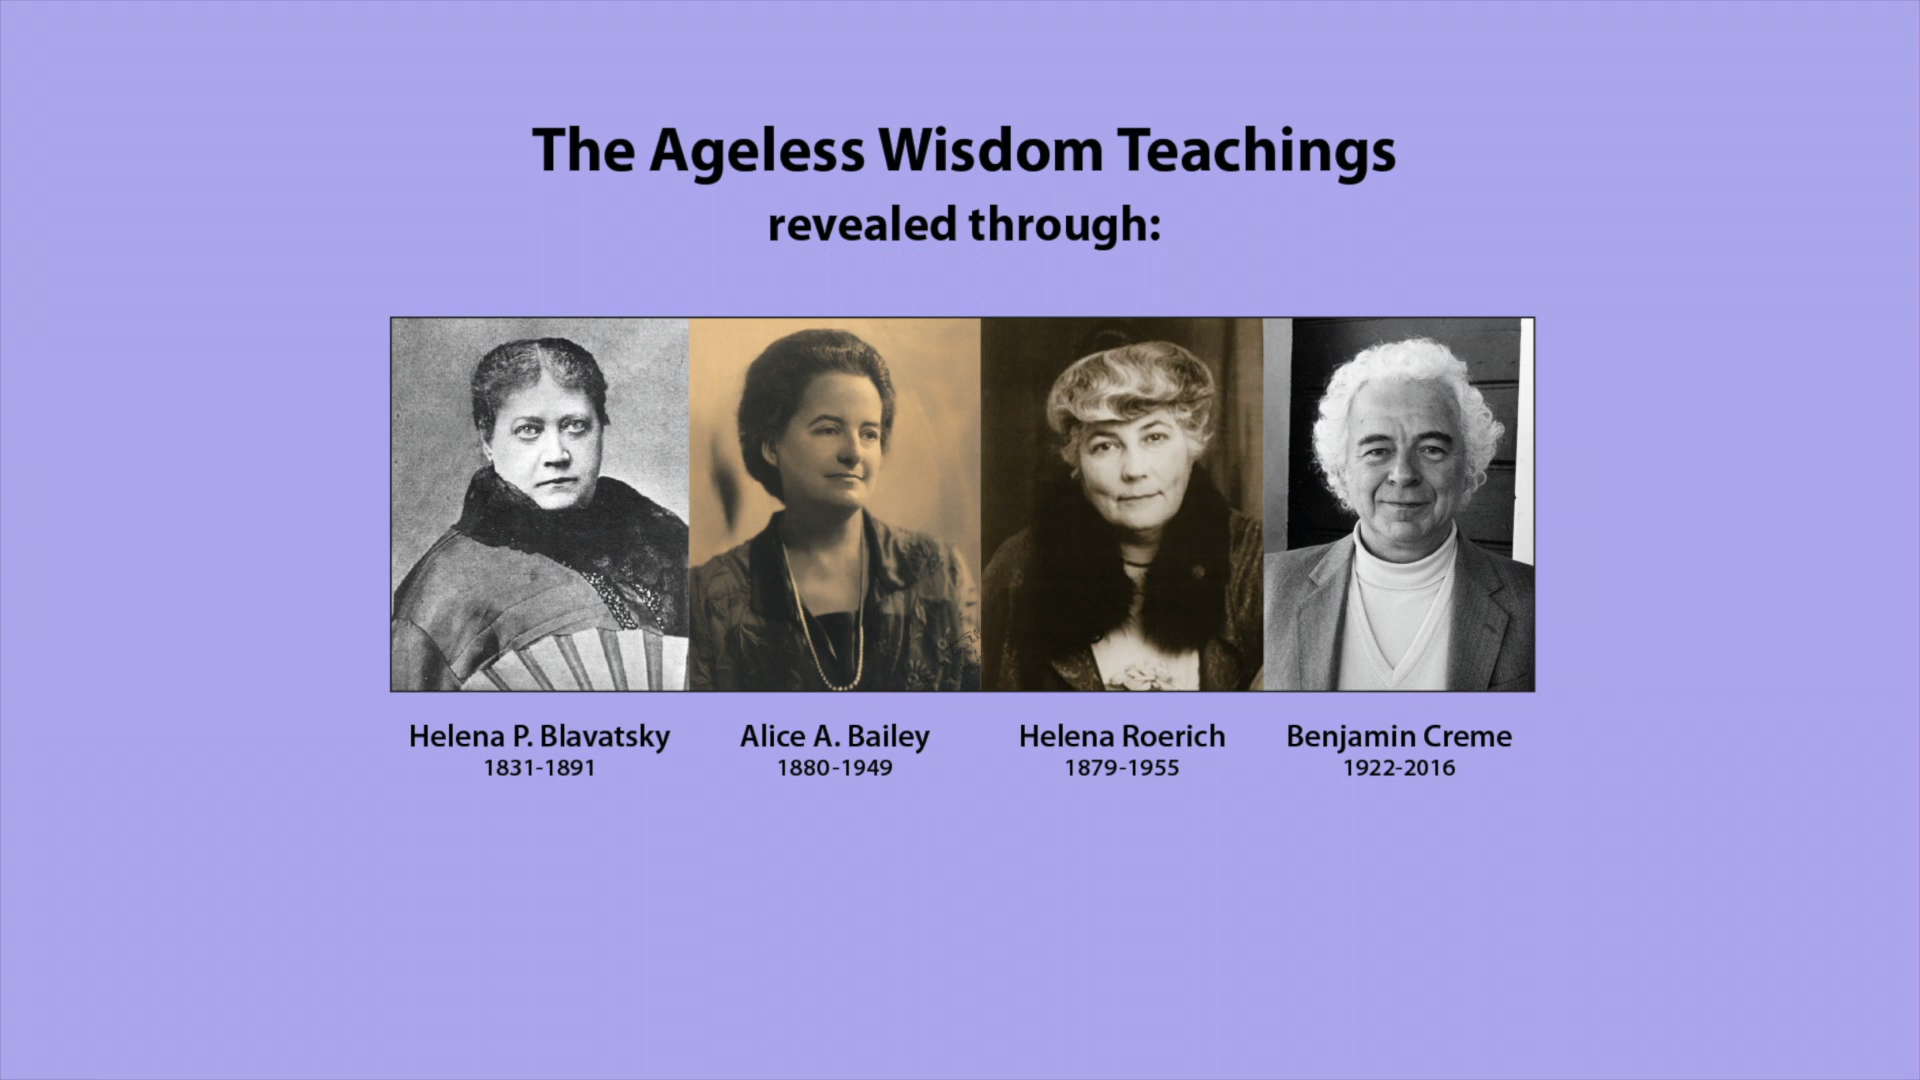 The Ageless Wisdom Teachings
revealed through:
Helena P. Blavatsky
1831-1891
Alice A. Bailey
1880-1949
Helena Roerich
1879-1955
Benjamin Creme
1922-2016